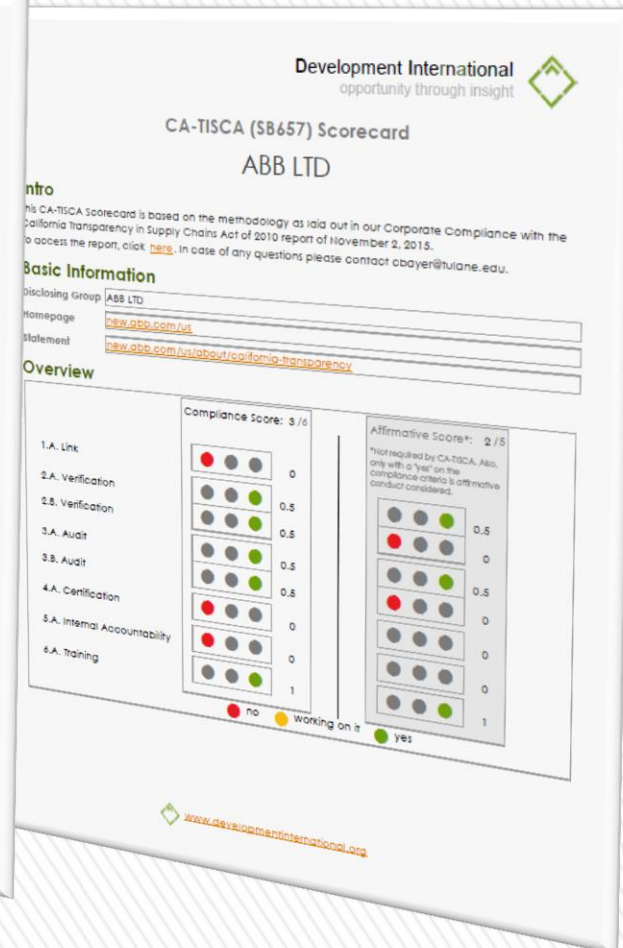 Development International
opportunity through insight
CA-TISCA (SB657) Scorecard
ABB LTD
Intro
This CA-TISCA Scorecard is based on the methodology as laid out in our Corporate Compliance with the
California Transparency in Supply Chains Act of 2010 report of November 2, 2015.
To access the report, click here. In case of any questions please contact cbayer@tulane.edu.
Basic Information
Disclosing Group ABB LTD
Homepage new.abb.com/us
Statement new.abb.com/us/about/california-transparency
Overview
Compliance Score: 3 /6
Affirmative Score*: 2 /5
*Not required by CA-TISCA. Also,
only with a "yes" on the
compliance criteria is affirmative
conduct considered.
1.A. Link 0
2.A. Verification 0.5 0.5
2.B. Verification 0.5 0
3.A. Audit 0.5 0.5
3.B. Audit 0.5 0
4.A. Certification 0 0
5.A. Internal Accountability 0 0
6.A. Training 1 1
no working on it yes
www.developmentinternational.org